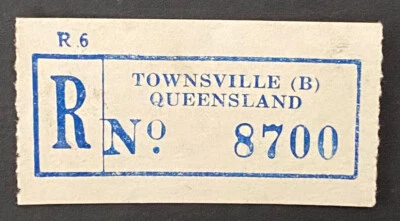 R 6
TOWNSVILLE (B)
QUEENSLAND
R Nº 8700